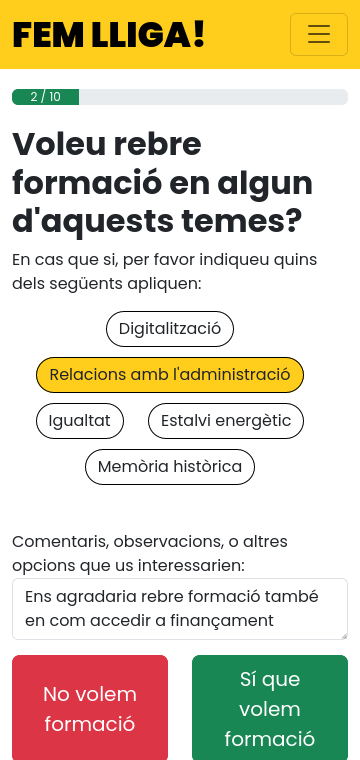 FEM LLIGA!
2 / 10
Voleu rebre
formació en algun
d'aquests temes?
En cas que si, per favor indiqueu quins
dels següents apliquen:
Digitalització
Relacions amb l'administració
Igualtat
Estalvi energètic
Memòria històrica
Comentaris, observacions, o altres
opcions que us interessarien:
Ens agradaria rebre formació també
en com accedir a finançament
No volem
formació
Sí que
volem
formació